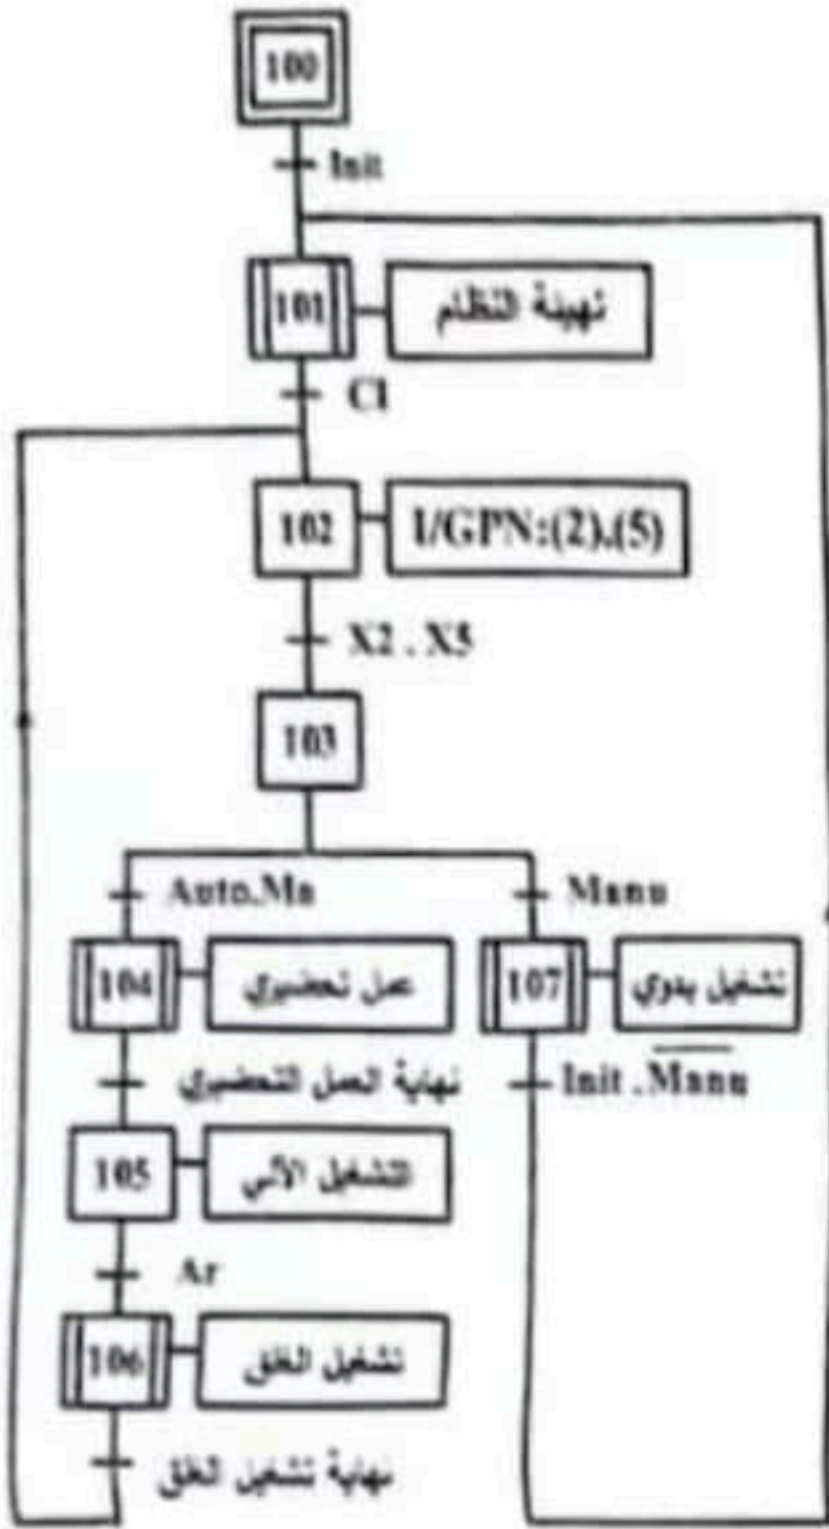 100
Init
101
تهيئة النظام
CI
102
I/GPN:(2).(5)
X2 . X5
103
Auto.Ma
Manu
104
عمل تحضيري
107
تشغيل يدوي
نهاية العمل التحضيري
Init .M̅a̅n̅u̅
105
التشغيل الآلي
Ar
106
تشغيل الغلق
نهاية تشغيل الغلق